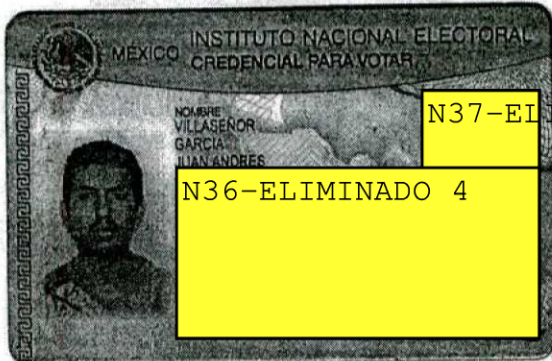 MÉXICO
INSTITUTO NACIONAL ELECTORAL
CREDENCIAL PARA VOTAR
NOMBRE
VILLASEÑOR
GARCIA
JUAN ANDRES
N37-EL
N36-ELIMINADO 4